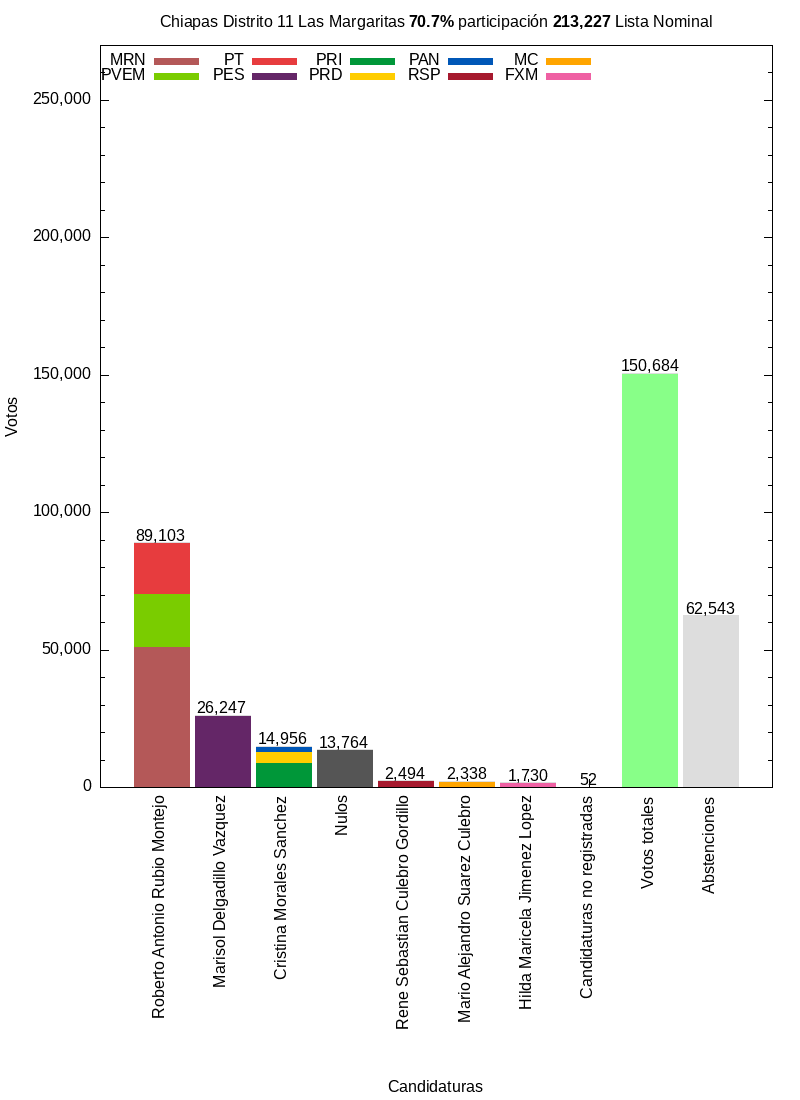 Chiapas Distrito 11 Las Margaritas 70.7% participación 213,227 Lista Nominal
MRN PT PRI PAN MC
PVEM PES PRD RSP FXM
250,000
200,000
150,000
100,000
50,000
0
Votos
89,103
26,247
14,956
13,764
2,494
2,338
1,730
52
150,684
62,543
Roberto Antonio Rubio Montejo
Marisol Delgadillo Vazquez
Cristina Morales Sanchez
Nulos
Rene Sebastian Culebro Gordillo
Mario Alejandro Suarez Culebro
Hilda Maricela Jimenez Lopez
Candidaturas no registradas
Votos totales
Abstenciones
Candidaturas